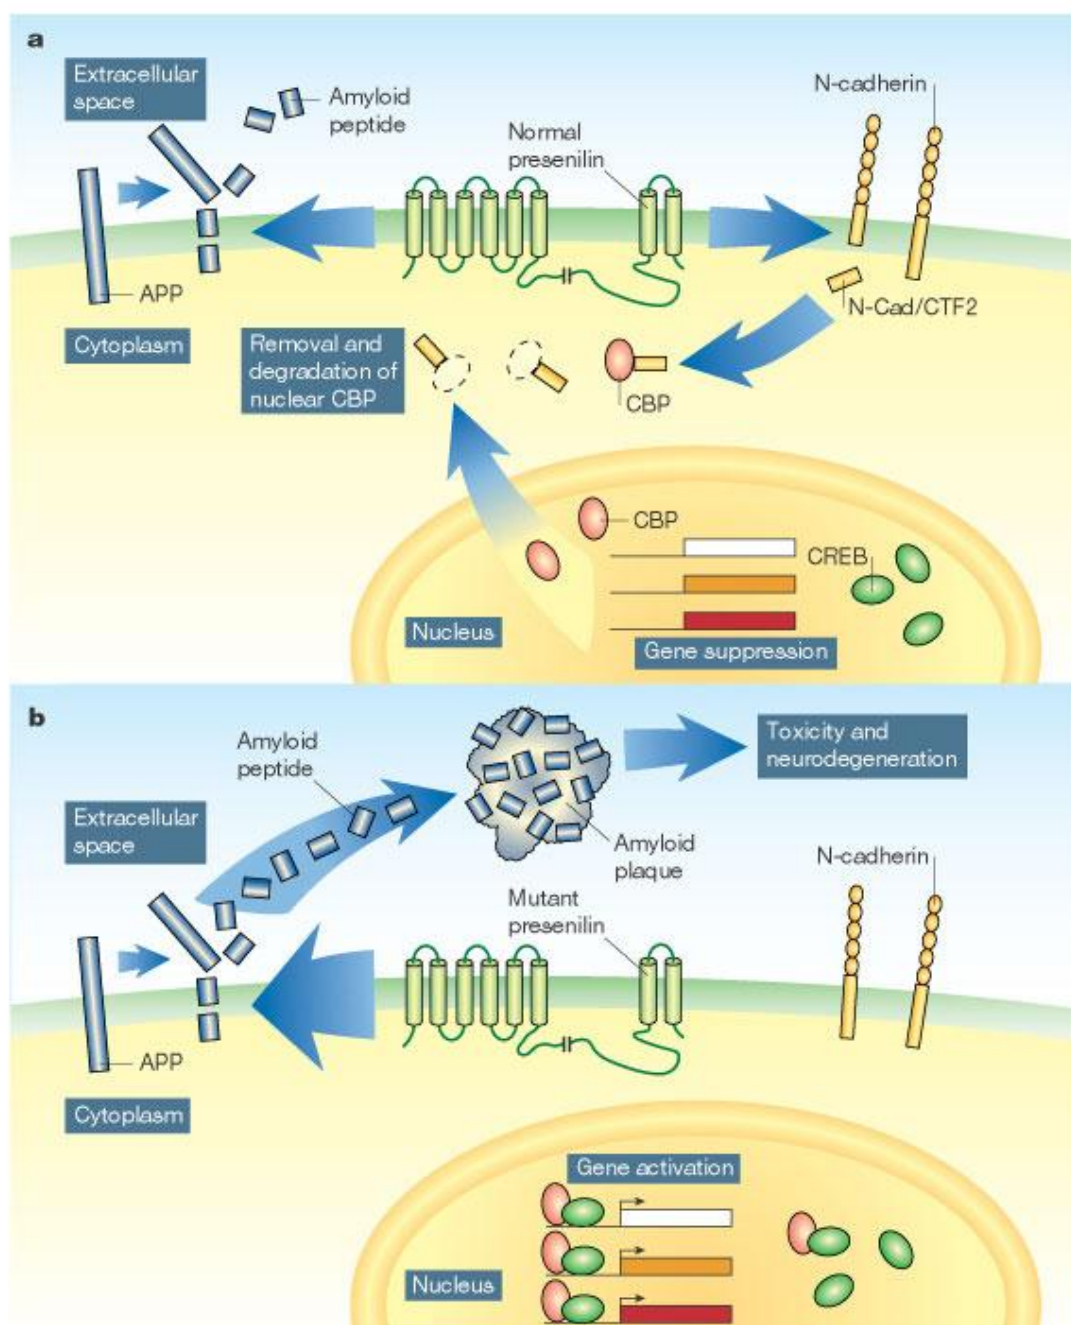 a
Extracellular
space
Amyloid
peptide
Normal
presenilin
N-cadherin
APP
Cytoplasm
N-Cad/CTF2
Removal and
degradation of
nuclear CBP
CBP
CBP
CREB
Nucleus
Gene suppression
b
Amyloid
peptide
Toxicity and
neurodegeneration
Extracellular
space
Amyloid
plaque
N-cadherin
Mutant
presenilin
APP
Cytoplasm
Gene activation
Nucleus